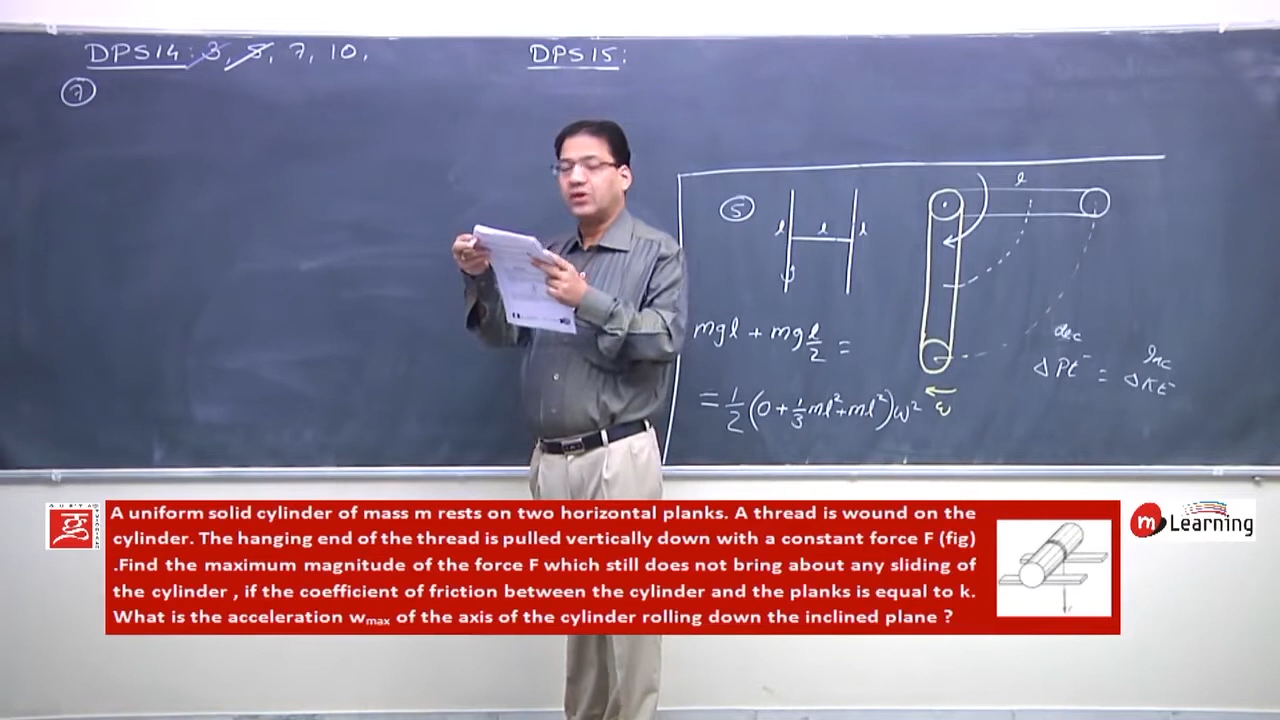 DPS14: 3, 5, 7, 10,
DPS15:
7
5
l l l
l
mgl + mg l/2 =
= 1/2 (0 + 1/3 ml² + ml²) ω²
dec Inc
Δ PE = Δ KE
ω
A uniform solid cylinder of mass m rests on two horizontal planks. A thread is wound on the
cylinder. The hanging end of the thread is pulled vertically down with a constant force F (fig)
.Find the maximum magnitude of the force F which still does not bring about any sliding of
the cylinder , if the coefficient of friction between the cylinder and the planks is equal to k.
What is the acceleration wmax of the axis of the cylinder rolling down the inclined plane ?
m Learning